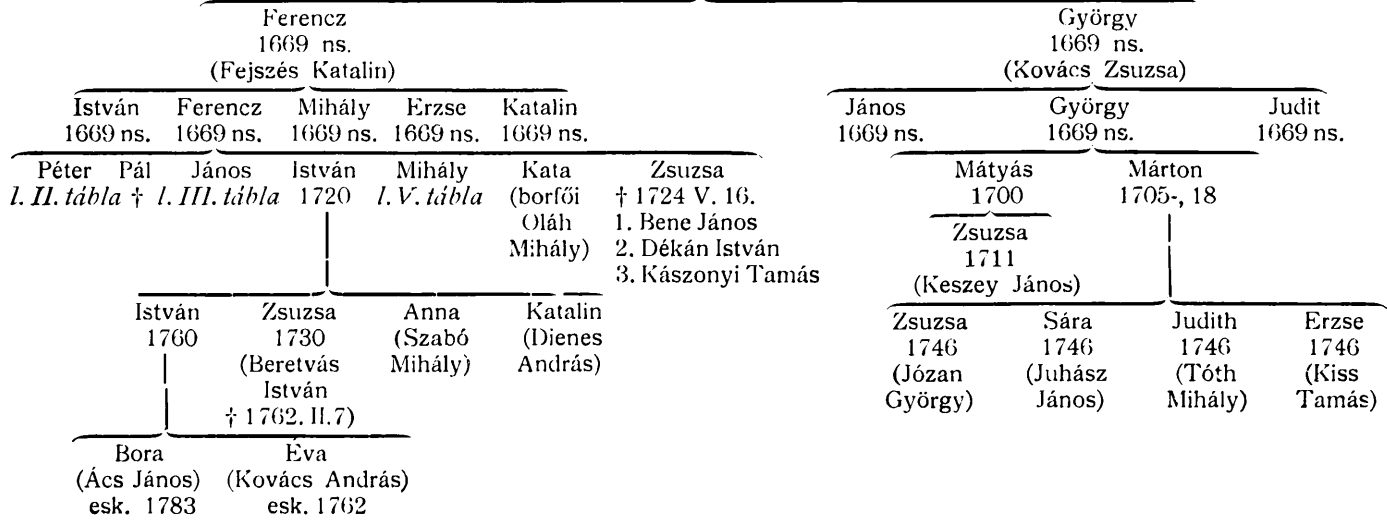 Ferencz György
1669 ns. 1669 ns.
(Fejszés Katalin) (Kovács Zsuzsa)
István Ferencz Mihály Erzse Katalin János György Judit
1669 ns. 1669 ns. 1669 ns. 1669 ns. 1669 ns. 1669 ns. 1669 ns. 1669 ns.
Péter Pál János István Mihály Kata Zsuzsa Mátyás Márton
l. II. tábla † l. III. tábla 1720 l. V. tábla (borfői † 1724 V. 16. 1700 1705-, 18
Oláh 1. Bene János Zsuzsa
Mihály) 2. Dékán István 1711
3. Kászonyi Tamás (Keszey János)
István Zsuzsa Anna Katalin Zsuzsa Sára Judith Erzse
1760 1730 (Szabó (Dienes 1746 1746 1746 1746
(Beretvás Mihály) András) (Józan (Juhász (Tóth (Kiss
István György) János) Mihály) Tamás)
† 1762. II. 7)
Bora Éva
(Ács János) (Kovács András)
esk. 1783 esk. 1762